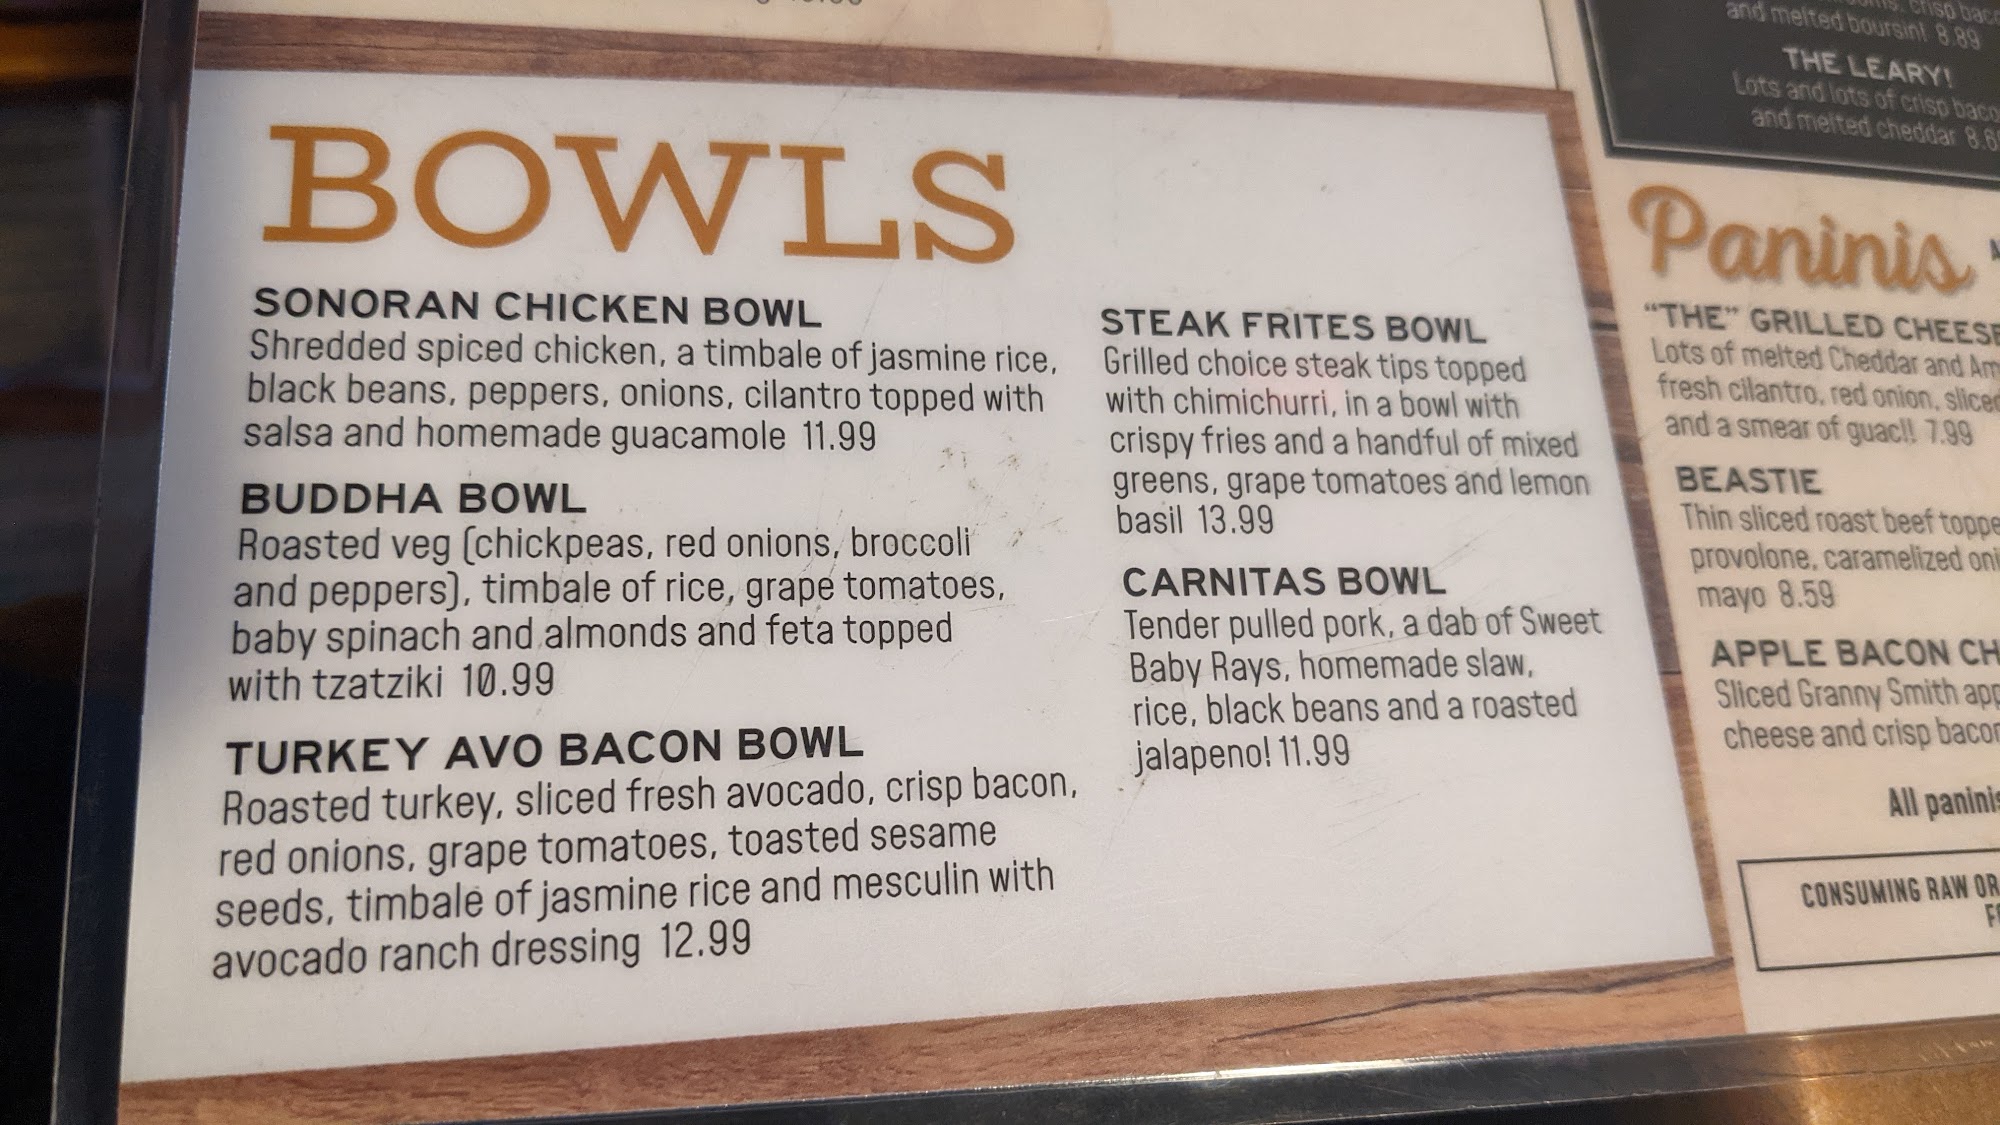 BOWLS
SONORAN CHICKEN BOWL
Shredded spiced chicken, a timbale of jasmine rice,
black beans, peppers, onions, cilantro topped with
salsa and homemade guacamole 11.99
BUDDHA BOWL
Roasted veg (chickpeas, red onions, broccoli
and peppers), timbale of rice, grape tomatoes,
baby spinach and almonds and feta topped
with tzatziki 10.99
TURKEY AVO BACON BOWL
Roasted turkey, sliced fresh avocado, crisp bacon,
red onions, grape tomatoes, toasted sesame
seeds, timbale of jasmine rice and mesculin with
avocado ranch dressing 12.99
STEAK FRITES BOWL
Grilled choice steak tips topped
with chimichurri, in a bowl with
crispy fries and a handful of mixed
greens, grape tomatoes and lemon
basil 13.99
CARNITAS BOWL
Tender pulled pork, a dab of Sweet
Baby Rays, homemade slaw,
rice, black beans and a roasted
jalapeno! 11.99
crisp
and melted boursin! 8.89
THE LEARY!
Lots and lots of crisp
and melted cheddar
Paninis
"THE" GRILLED CHEESE
Lots of melted Cheddar and
fresh cilantro, red onion,
and a smear of guac!! 7.99
BEASTIE
Thin sliced roast beef
provolone, caramelized
mayo 8.59
APPLE BACON
Sliced Granny Smith
cheese and crisp
All
CONSUMING RAW OR